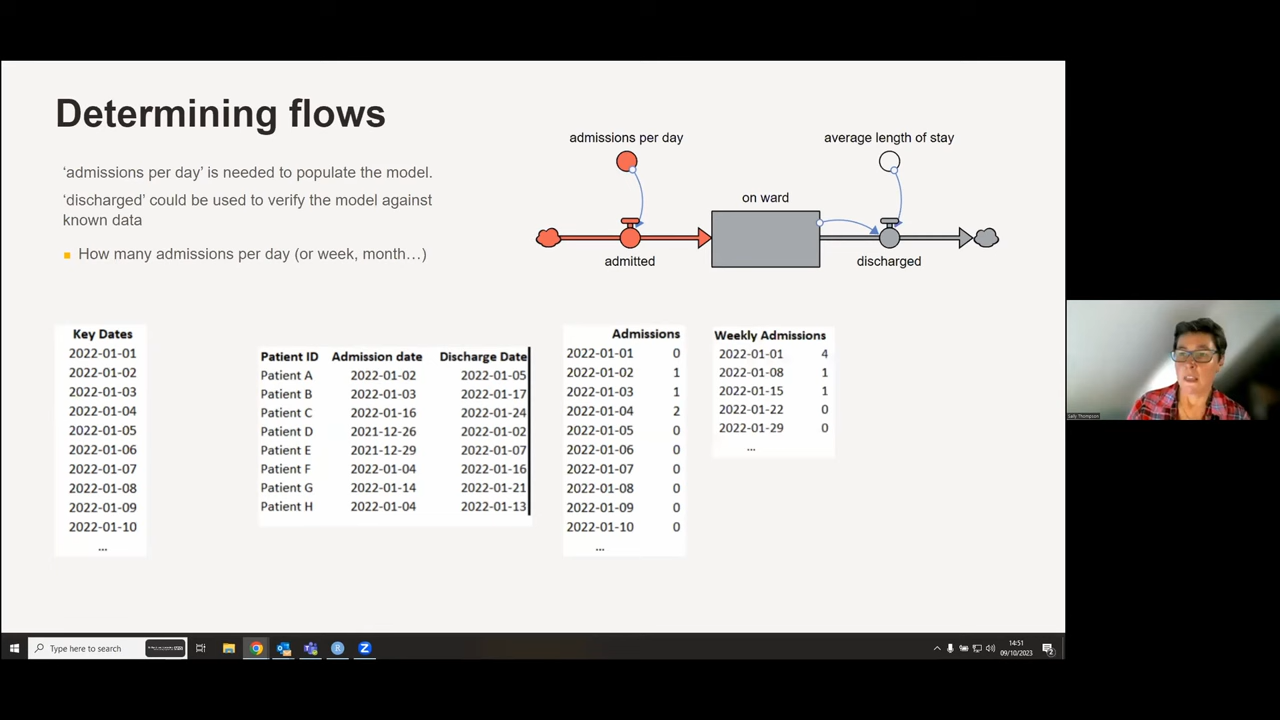 Determining flows
'admissions per day' is needed to populate the model.
'discharged' could be used to verify the model against
known data
How many admissions per day (or week, month…)
admissions per day
average length of stay
on ward
admitted
discharged
Key Dates
2022-01-01
2022-01-02
2022-01-03
2022-01-04
2022-01-05
2022-01-06
2022-01-07
2022-01-08
2022-01-09
2022-01-10
...
Patient ID Admission date Discharge Date
Patient A 2022-01-02 2022-01-05
Patient B 2022-01-03 2022-01-17
Patient C 2022-01-16 2022-01-24
Patient D 2021-12-26 2022-01-02
Patient E 2021-12-29 2022-01-07
Patient F 2022-01-04 2022-01-16
Patient G 2022-01-14 2022-01-21
Patient H 2022-01-04 2022-01-13
Admissions
2022-01-01 0
2022-01-02 1
2022-01-03 1
2022-01-04 2
2022-01-05 0
2022-01-06 0
2022-01-07 0
2022-01-08 0
2022-01-09 0
2022-01-10 0
...
Weekly Admissions
2022-01-01 4
2022-01-08 1
2022-01-15 1
2022-01-22 0
2022-01-29 0
...
Sally Thompson
Type here to search
14:51
09/10/2023